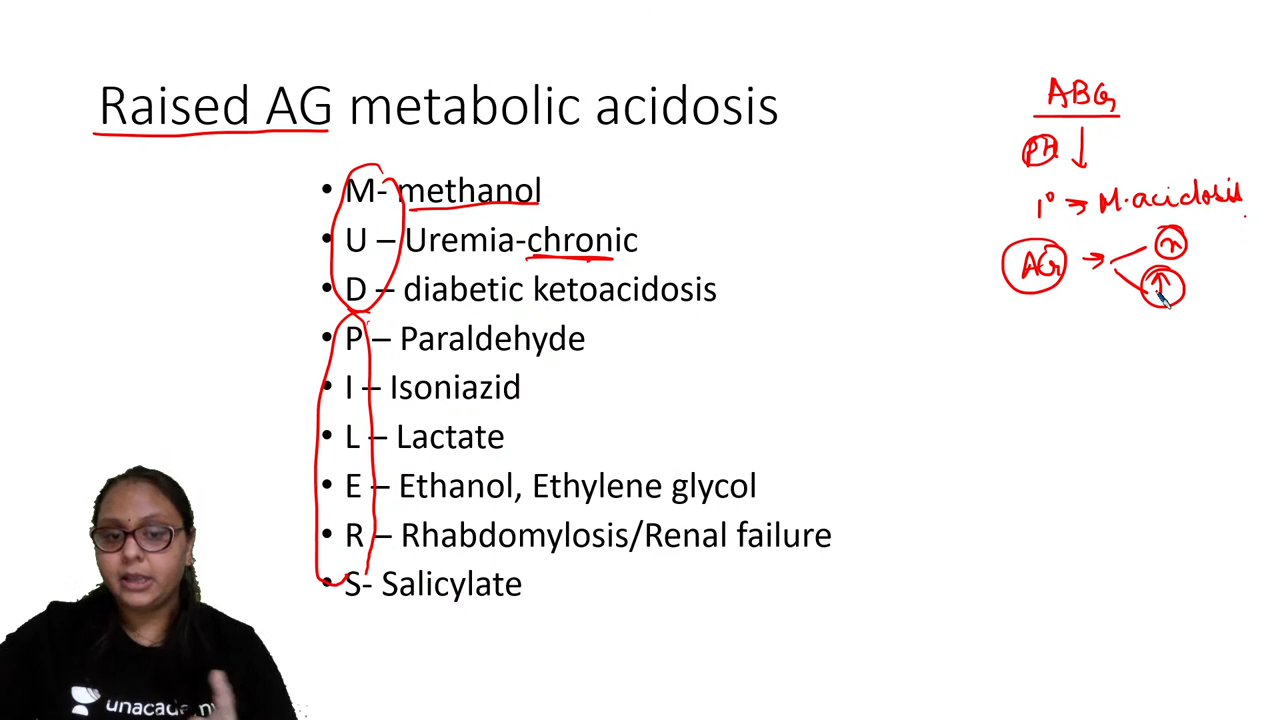 Raised AG metabolic acidosis
• M- methanol
• U – Uremia-chronic
• D – diabetic ketoacidosis
• P – Paraldehyde
• I – Isoniazid
• L – Lactate
• E – Ethanol, Ethylene glycol
• R – Rhabdomylosis/Renal failure
• S- Salicylate
ABG
PH ↓
1° → M.acidosis
AG →
↑
unacademy